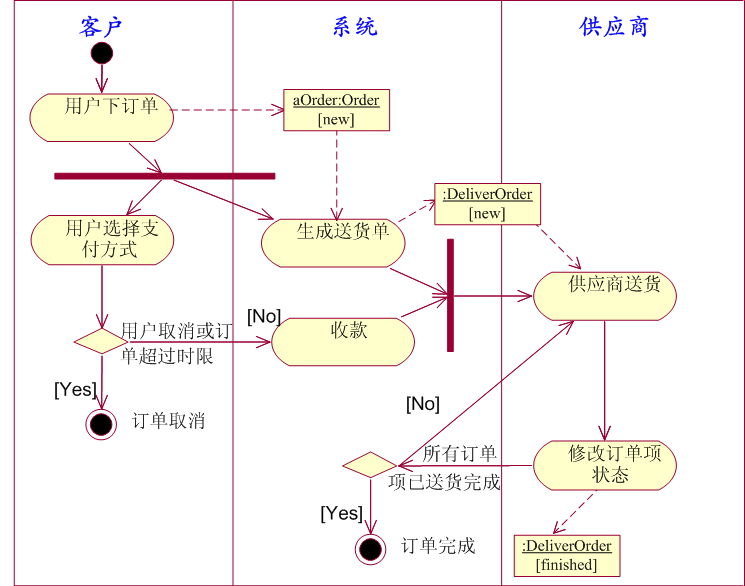 客户
系统
供应商
用户下订单
aOrder:Order
[new]
:DeliverOrder
[new]
用户选择支
付方式
生成送货单
供应商送货
用户取消或订
单超过时限
[No]
收款
[Yes]
订单取消
[No]
所有订单
项已送货完成
修改订单项
状态
[Yes]
订单完成
:DeliverOrder
[finished]